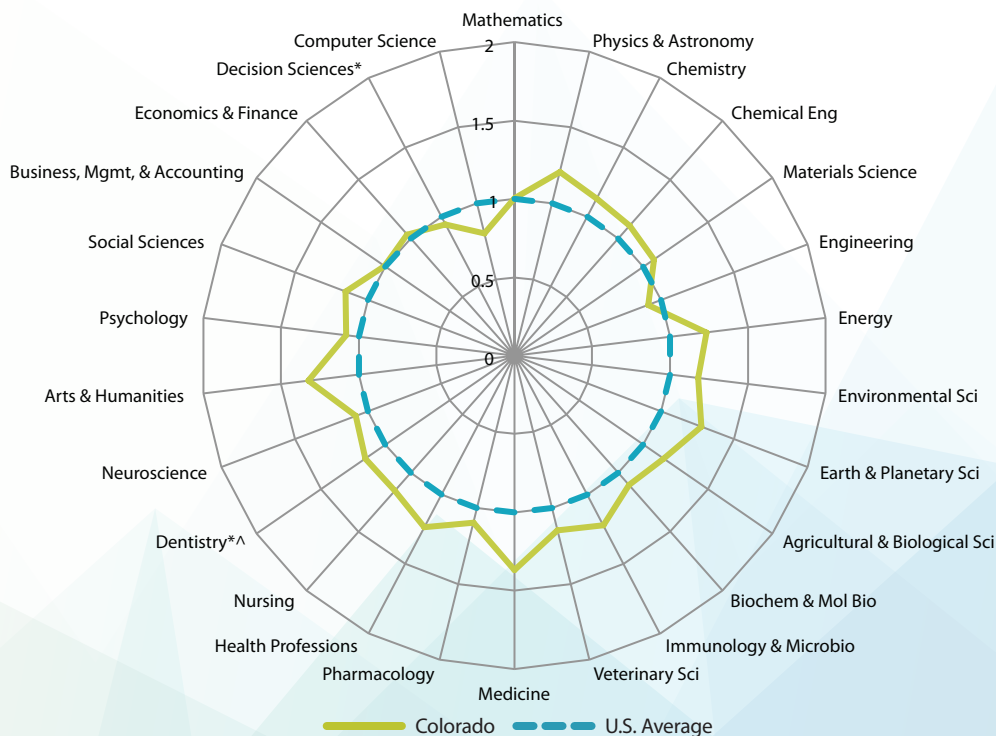 Mathematics
Physics & Astronomy
Chemistry
Chemical Eng
Materials Science
Engineering
Energy
Environmental Sci
Earth & Planetary Sci
Agricultural & Biological Sci
Biochem & Mol Bio
Immunology & Microbio
Veterinary Sci
Medicine
Pharmacology
Health Professions
Nursing
Dentistry*^
Neuroscience
Arts & Humanities
Psychology
Social Sciences
Business, Mgmt, & Accounting
Economics & Finance
Decision Sciences*
Computer Science
2
1.5
1
0.5
0
Colorado
U.S. Average